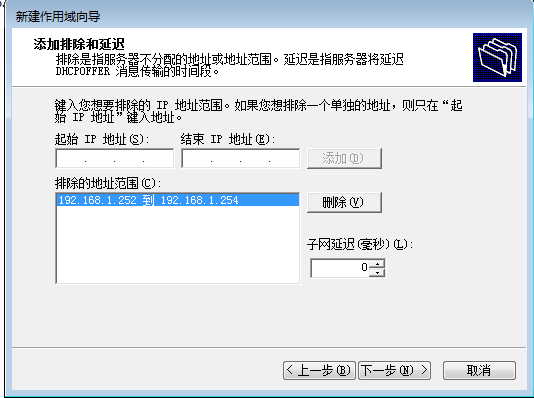 新建作用域向导
添加排除和延迟
排除是指服务器不分配的地址或地址范围。延迟是指服务器将延迟
DHCPOFFER 消息传输的时间段。
键入您想要排除的 IP 地址范围。如果您想排除一个单独的地址，则只在“起
始 IP 地址”键入地址。
起始 IP 地址(S): 结束 IP 地址(E):
. . . . . . 添加(D)
排除的地址范围(C):
192.168.1.252 到 192.168.1.254 删除(V)
子网延迟(毫秒)(L):
0
< 上一步(B) 下一步(N) > 取消